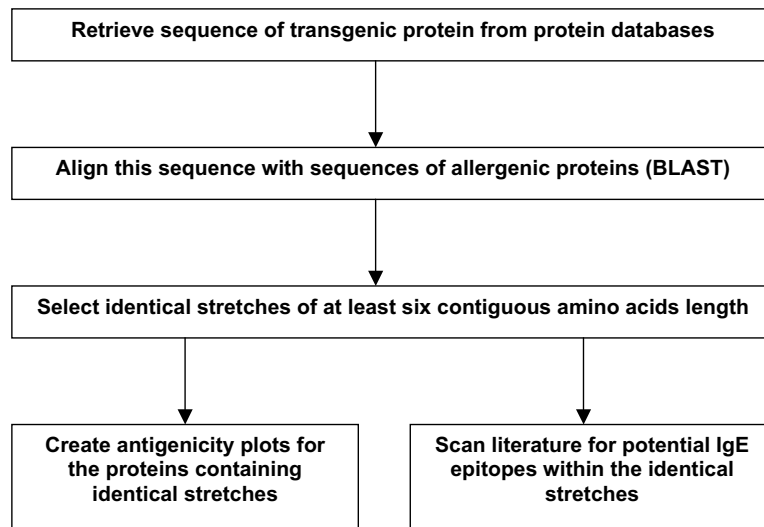 Retrieve sequence of transgenic protein from protein databases
Align this sequence with sequences of allergenic proteins (BLAST)
Select identical stretches of at least six contiguous amino acids length
Create antigenicity plots for
the proteins containing
identical stretches
Scan literature for potential IgE
epitopes within the identical
stretches